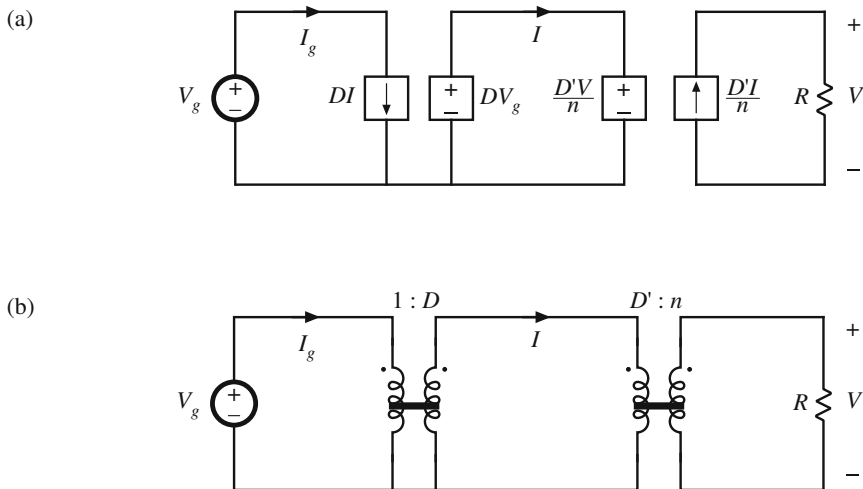 (a)
I_g
I
+
V_g
+
−
DI
+
−
DV_g
D'V
n
+
−
D'I
n
R
V
−
(b)
1 : D
D' : n
I_g
I
+
V_g
+
−
R
V
−